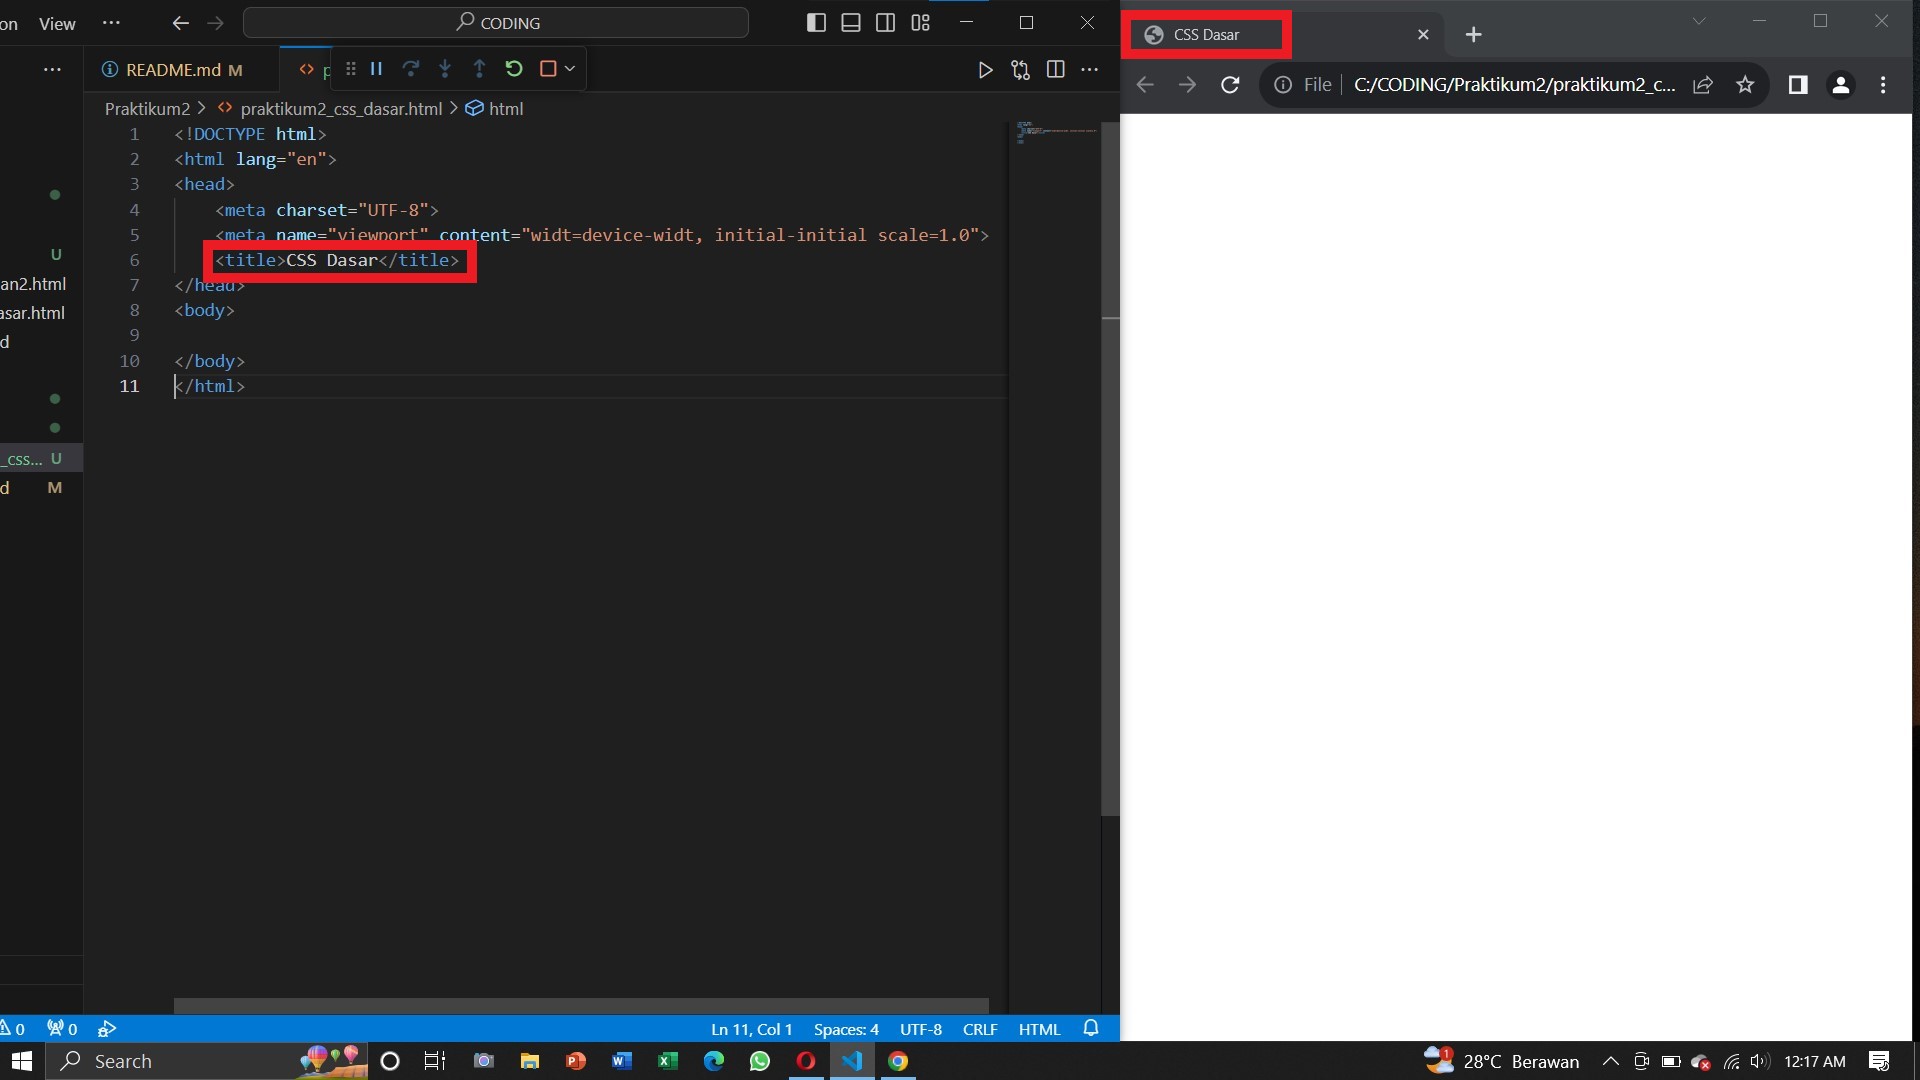 on View ··· CODING
README.md M
Praktikum2 > praktikum2_css_dasar.html > html
1 <!DOCTYPE html>
2 <html lang="en">
3 <head>
4 <meta charset="UTF-8">
5 <meta name="viewport" content="widt=device-widt, initial-initial scale=1.0">
6 <title>CSS Dasar</title>
7 </head>
8 <body>
9
10 </body>
11 </html>
U
an2.html
asar.html
d
_css... U
d M
0 0 Ln 11, Col 1 Spaces: 4 UTF-8 CRLF HTML
CSS Dasar
File C:/CODING/Praktikum2/praktikum2_c...
Search 1 28°C Berawan 12:17 AM